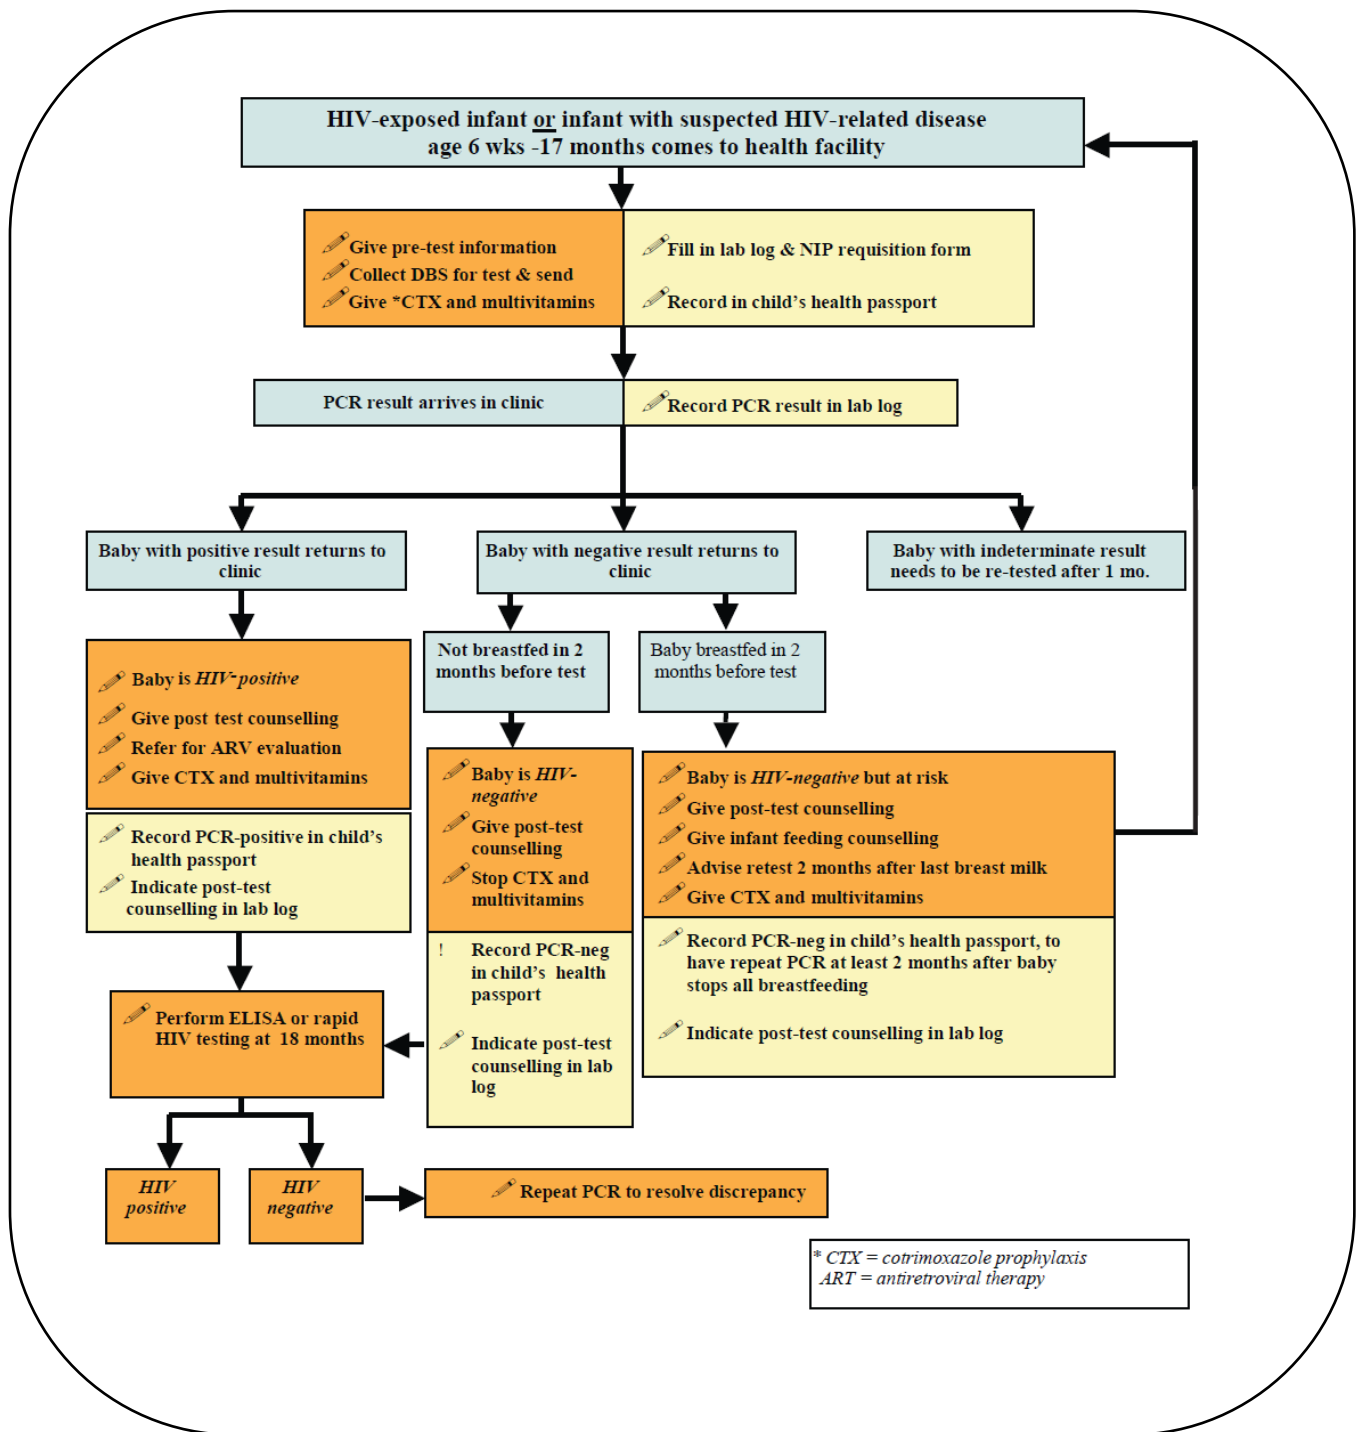 HIV-exposed infant or infant with suspected HIV-related disease
age 6 wks -17 months comes to health facility
Give pre-test information
Collect DBS for test & send
Give *CTX and multivitamins
Fill in lab log & NIP requisition form
Record in child's health passport
PCR result arrives in clinic
Record PCR result in lab log
Baby with positive result returns to
clinic
Baby with negative result returns to
clinic
Baby with indeterminate result
needs to be re-tested after 1 mo.
Not breastfed in 2
months before test
Baby breastfed in 2
months before test
Baby is HIV-positive
Give post test counselling
Refer for ARV evaluation
Give CTX and multivitamins
Record PCR-positive in child's
health passport
Indicate post-test
counselling in lab log
Baby is HIV-
negative
Give post-test
counselling
Stop CTX and
multivitamins
! Record PCR-neg
in child's health
passport
Indicate post-test
counselling in lab
log
Baby is HIV-negative but at risk
Give post-test counselling
Give infant feeding counselling
Advise retest 2 months after last breast milk
Give CTX and multivitamins
Record PCR-neg in child's health passport, to
have repeat PCR at least 2 months after baby
stops all breastfeeding
Indicate post-test counselling in lab log
Perform ELISA or rapid
HIV testing at 18 months
HIV
positive
HIV
negative
Repeat PCR to resolve discrepancy
* CTX = cotrimoxazole prophylaxis
ART = antiretroviral therapy